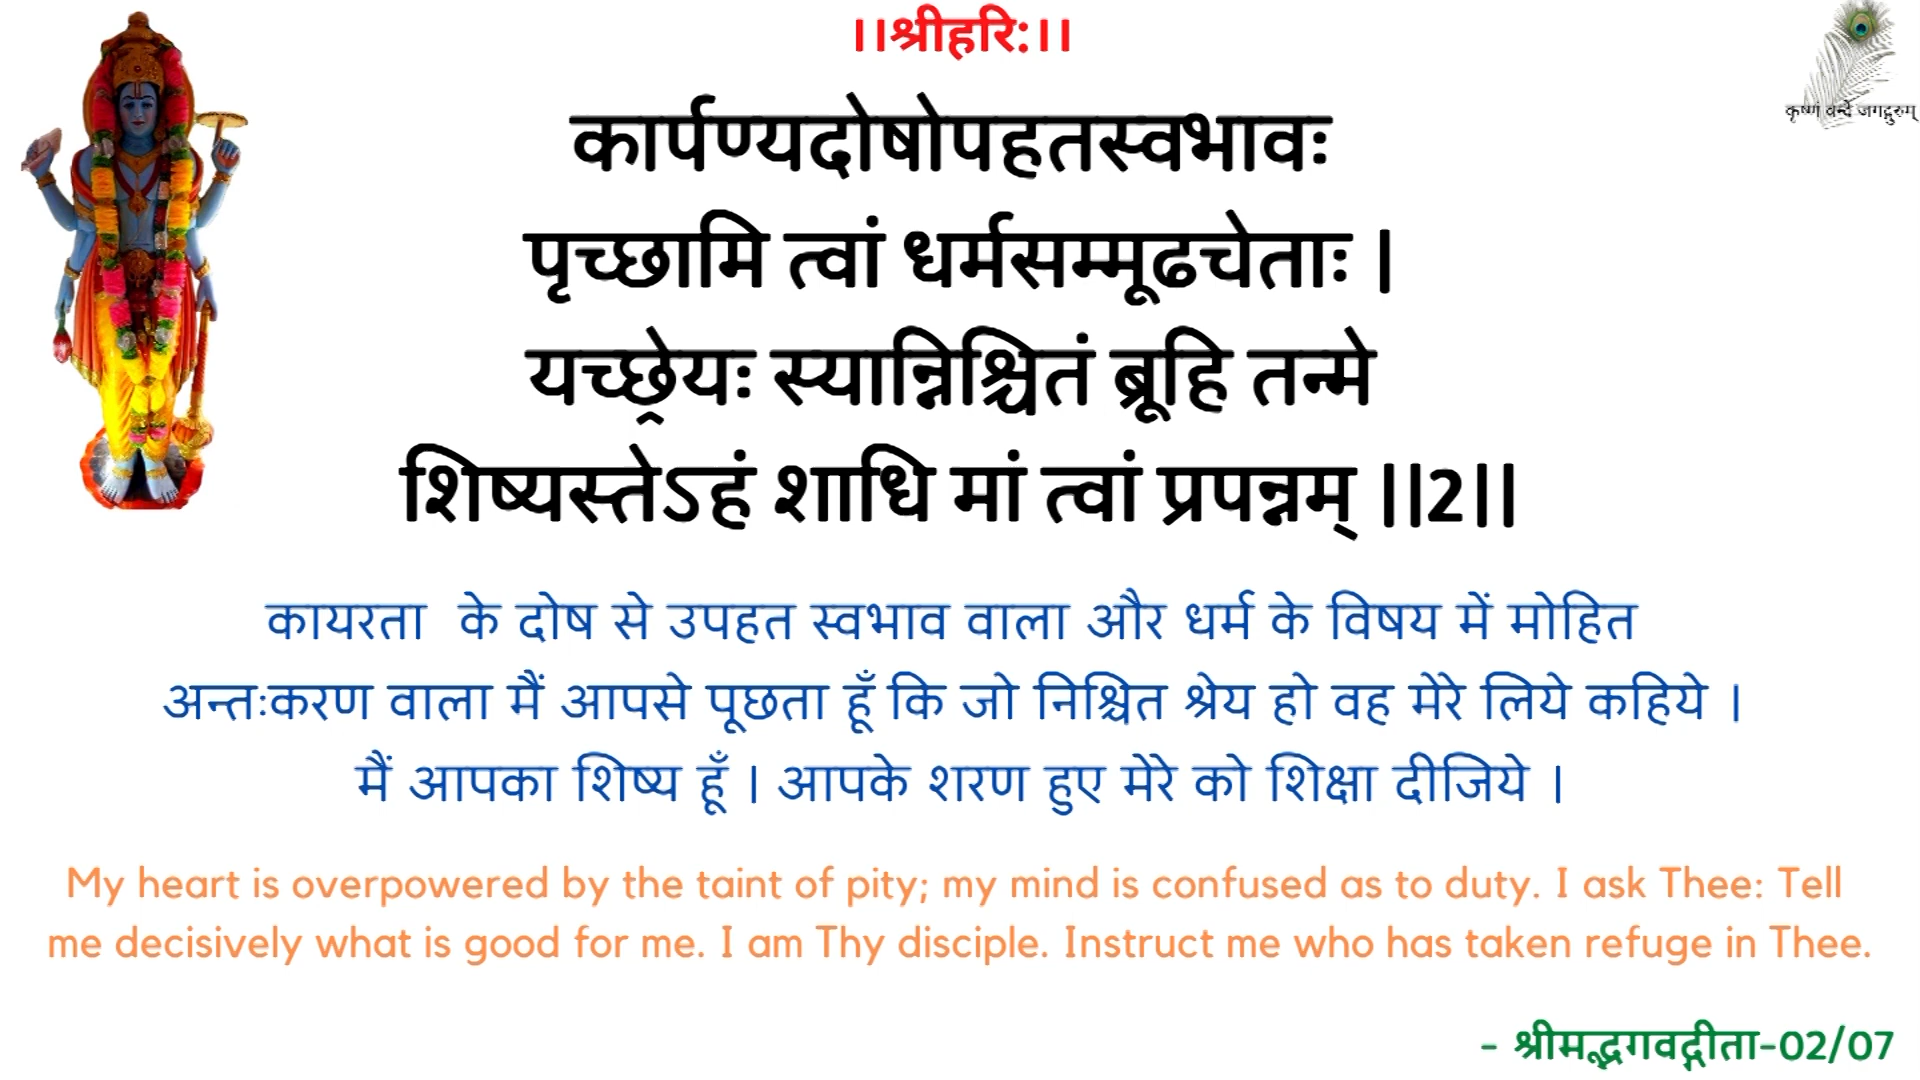 ।।श्रीहरि:।।
कृष्णं वन्दे जगद्गुरुम्
कार्पण्यदोषोपहतस्वभावः
पृच्छामि त्वां धर्मसम्मूढचेताः |
यच्छ्रेयः स्यान्निश्चितं ब्रूहि तन्मे
शिष्यस्तेऽहं शाधि मां त्वां प्रपन्नम् ||2||
कायरता के दोष से उपहत स्वभाव वाला और धर्म के विषय में मोहित
अन्तःकरण वाला मैं आपसे पूछता हूँ कि जो निश्चित श्रेय हो वह मेरे लिये कहिये |
मैं आपका शिष्य हूँ | आपके शरण हुए मेरे को शिक्षा दीजिये |
My heart is overpowered by the taint of pity; my mind is confused as to duty. I ask Thee: Tell
me decisively what is good for me. I am Thy disciple. Instruct me who has taken refuge in Thee.
- श्रीमद्भगवद्गीता-02/07